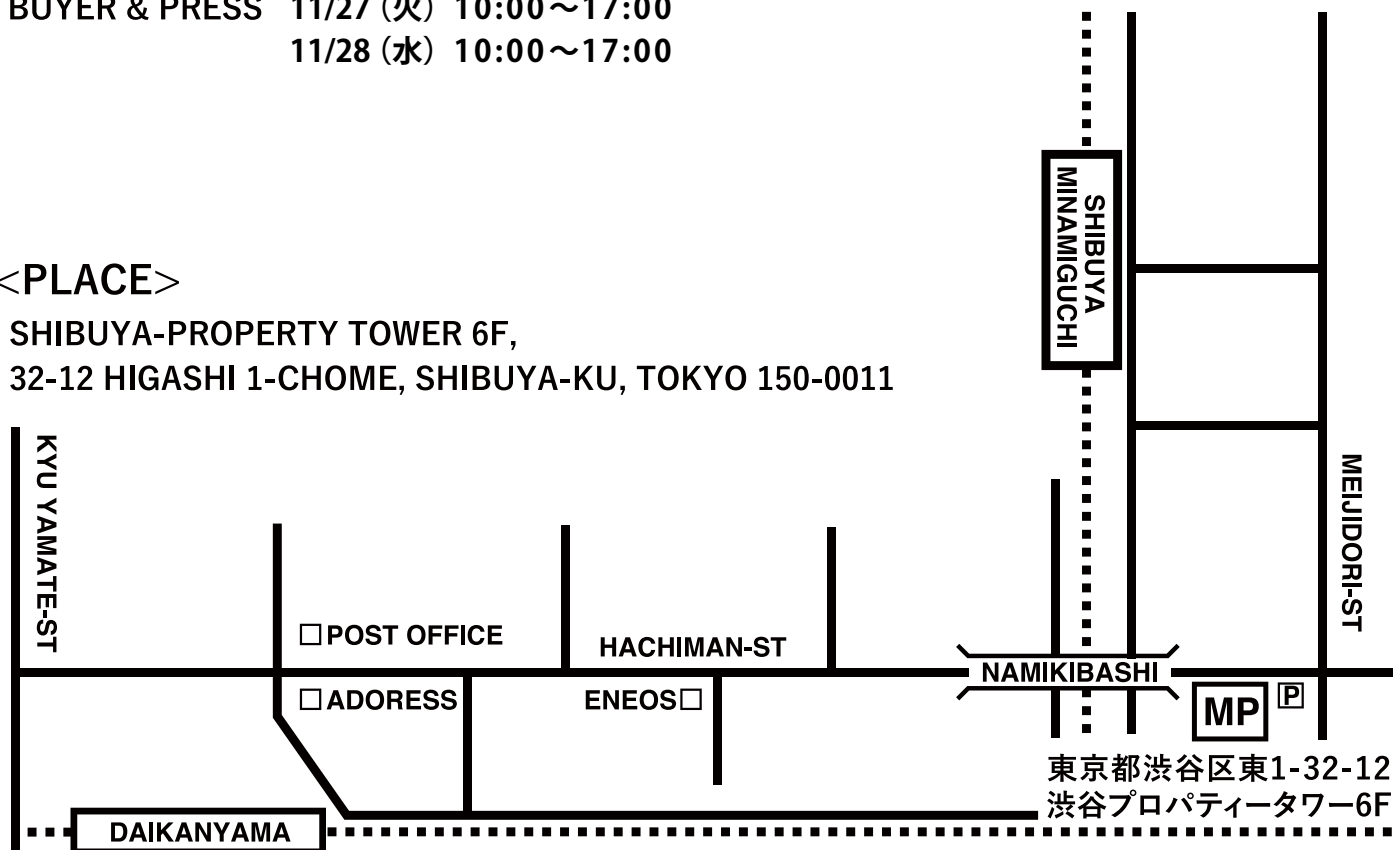 BUYER & PRESS 11/27（火）10:00〜17:00
11/28（水）10:00〜17:00
<PLACE>
SHIBUYA-PROPERTY TOWER 6F,
32-12 HIGASHI 1-CHOME, SHIBUYA-KU, TOKYO 150-0011
SHIBUYA
MINAMIGUCHI
KYU YAMATE-ST
MEIJIDORI-ST
□POST OFFICE
HACHIMAN-ST
NAMIKIBASHI
□ADORESS
ENEOS□
MP
P
東京都渋谷区東1-32-12
渋谷プロパティータワー6F
DAIKANYAMA